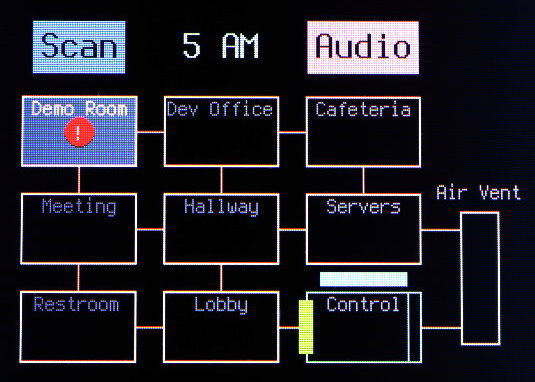 Scan 5 AM Audio
Demo Room Dev Office Cafeteria
!
Air Vent
Meeting Hallway Servers
Restroom Lobby Control